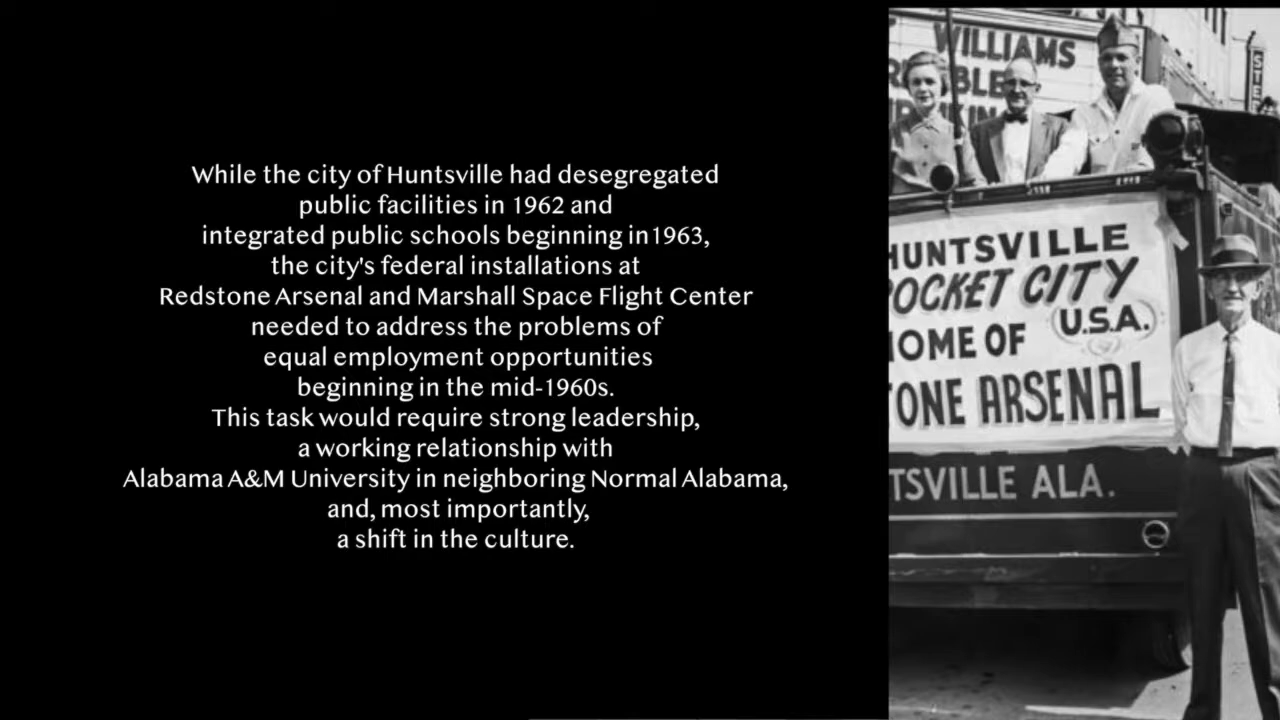 While the city of Huntsville had desegregated
public facilities in 1962 and
integrated public schools beginning in1963,
the city's federal installations at
Redstone Arsenal and Marshall Space Flight Center
needed to address the problems of
equal employment opportunities
beginning in the mid-1960s.
This task would require strong leadership,
a working relationship with
Alabama A&M University in neighboring Normal Alabama,
and, most importantly,
a shift in the culture.
WILLIAMS
HUNTSVILLE
OCKET CITY
U.S.A.
OME OF
TONE ARSENAL
TSVILLE ALA.